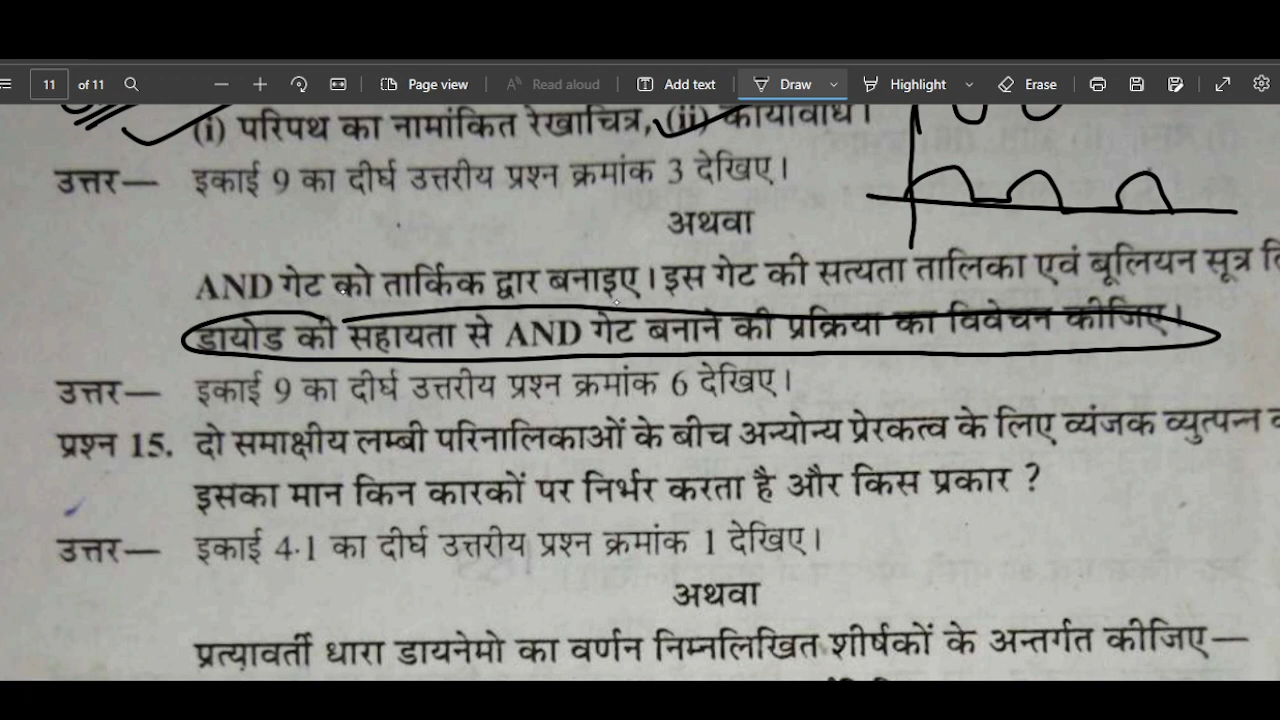 11 of 11 Page view Read aloud Add text Draw Highlight Erase
(i) परिपथ का नामांकित रेखाचित्र, (ii) कार्यविधि।
उत्तर— इकाई 9 का दीर्घ उत्तरीय प्रश्न क्रमांक 3 देखिए।
अथवा
AND गेट को तार्किक द्वार बनाइए। इस गेट की सत्यता तालिका एवं बूलियन सूत्र
डायोड की सहायता से AND गेट बनाने की प्रक्रिया का विवेचन कीजिए।
उत्तर— इकाई 9 का दीर्घ उत्तरीय प्रश्न क्रमांक 6 देखिए।
प्रश्न 15. दो समाक्षीय लम्बी परिनालिकाओं के बीच अन्योन्य प्रेरकत्व के लिए व्यंजक व्युत्पन्न
इसका मान किन कारकों पर निर्भर करता है और किस प्रकार ?
उत्तर— इकाई 4·1 का दीर्घ उत्तरीय प्रश्न क्रमांक 1 देखिए।
अथवा
प्रत्यावर्ती धारा डायनेमो का वर्णन निम्नलिखित शीर्षकों के अन्तर्गत कीजिए—